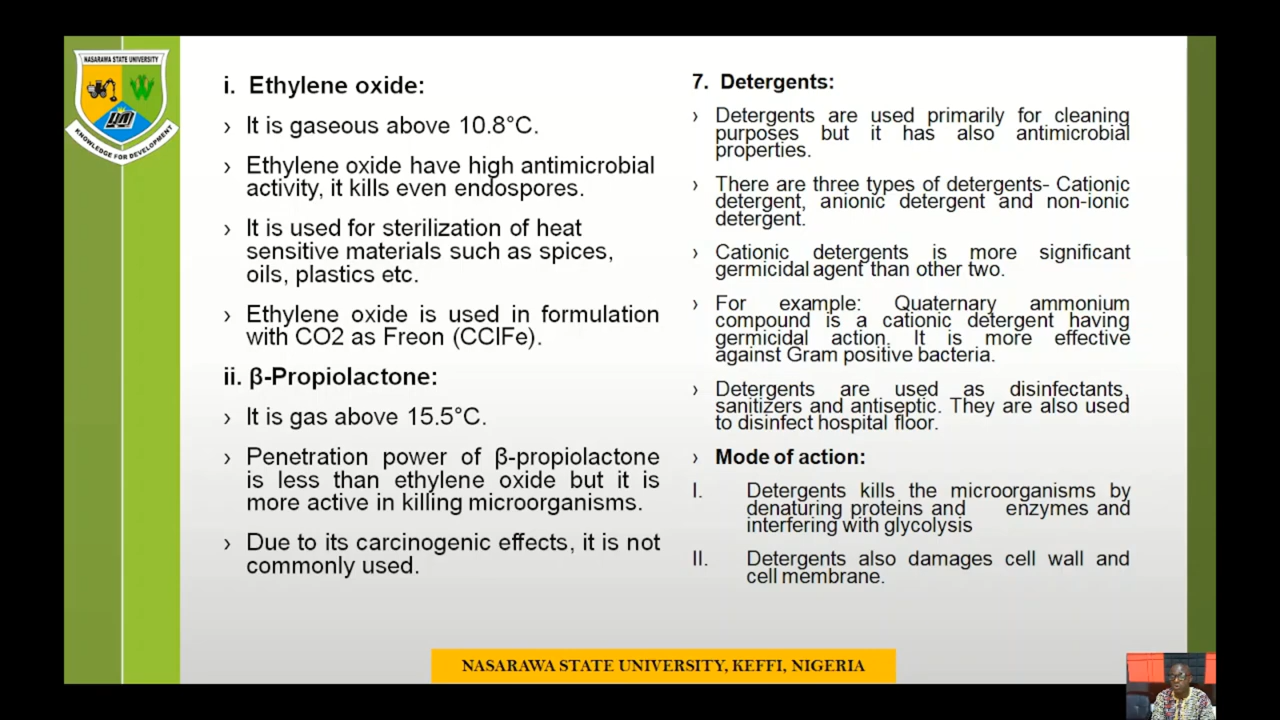 NASARAWA STATE UNIVERSITY
KNOWLEDGE FOR DEVELOPMENT
i. Ethylene oxide:
› It is gaseous above 10.8°C.
› Ethylene oxide have high antimicrobial
activity, it kills even endospores.
› It is used for sterilization of heat
sensitive materials such as spices,
oils, plastics etc.
› Ethylene oxide is used in formulation
with CO2 as Freon (CClFe).
ii. β-Propiolactone:
› It is gas above 15.5°C.
› Penetration power of β-propiolactone
is less than ethylene oxide but it is
more active in killing microorganisms.
› Due to its carcinogenic effects, it is not
commonly used.
7. Detergents:
› Detergents are used primarily for cleaning
purposes but it has also antimicrobial
properties.
› There are three types of detergents- Cationic
detergent, anionic detergent and non-ionic
detergent.
› Cationic detergents is more significant
germicidal agent than other two.
› For example: Quaternary ammonium
compound is a cationic detergent having
germicidal action. It is more effective
against Gram positive bacteria.
› Detergents are used as disinfectants,
sanitizers and antiseptic. They are also used
to disinfect hospital floor.
› Mode of action:
I. Detergents kills the microorganisms by
denaturing proteins and enzymes and
interfering with glycolysis
II. Detergents also damages cell wall and
cell membrane.
NASARAWA STATE UNIVERSITY, KEFFI, NIGERIA